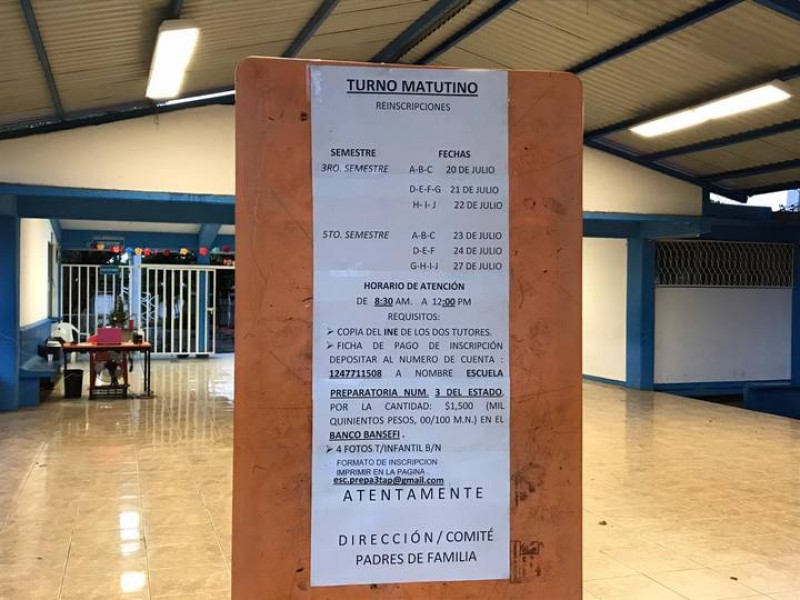 TURNO MATUTINO
REINSCRIPCIONES
SEMESTRE FECHAS
3RO. SEMESTRE A-B-C 20 DE JULIO
D-E-F-G 21 DE JULIO
H- I- J 22 DE JULIO
5TO. SEMESTRE A-B-C 23 DE JULIO
D-E-F 24 DE JULIO
G-H-I-J 27 DE JULIO
HORARIO DE ATENCIÓN
DE 8:30 AM. A 12:00 PM
REQUISITOS:
➢ COPIA DEL INE DE LOS DOS TUTORES.
➢ FICHA DE PAGO DE INSCRIPCIÓN
DEPOSITAR AL NUMERO DE CUENTA :
1247711508 A NOMBRE ESCUELA
PREPARATORIA NUM. 3 DEL ESTADO,
POR LA CANTIDAD: $1,500 (MIL
QUINIENTOS PESOS, 00/100 M.N.) EN EL
BANCO BANSEFI .
➢ 4 FOTOS T/INFANTIL B/N
FORMATO DE INSCRIPCION
IMPRIMIR EN LA PAGINA .
esc.prepa3tap@gmail.com
ATENTAMENTE
DIRECCIÓN / COMITÉ
PADRES DE FAMILIA